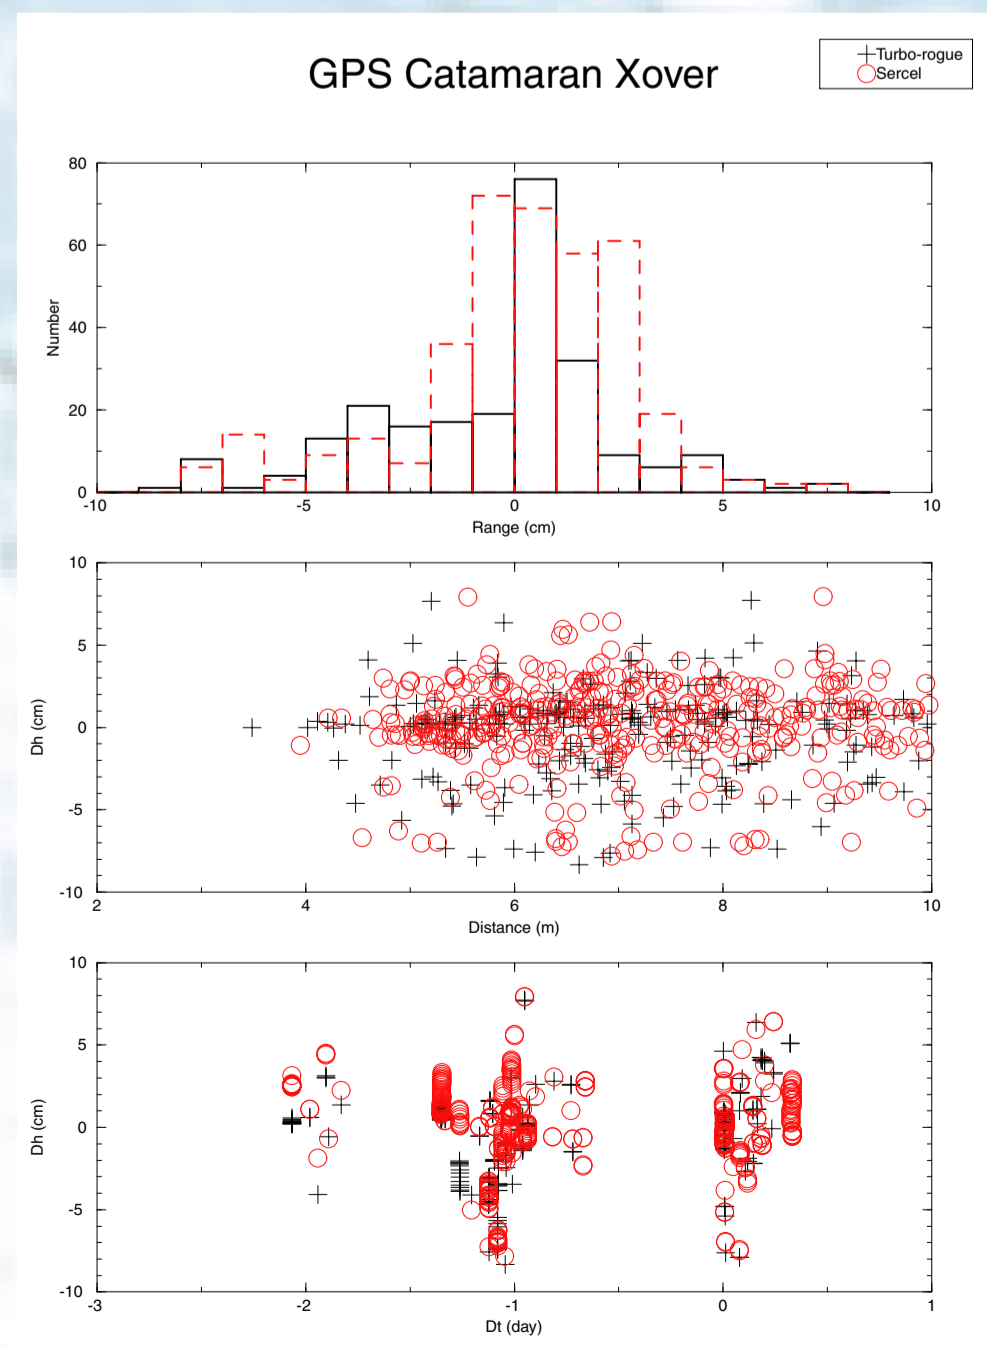 GPS Catamaran Xover
Turbo-rogue
Sercel
80
60
40
20
0
Number
-10 -5 0 5 10
Range (cm)
10
5
0
-5
-10
Dh (cm)
2 4 6 8 10
Distance (m)
10
5
0
-5
-10
Dh (cm)
-3 -2 -1 0 1
Dt (day)